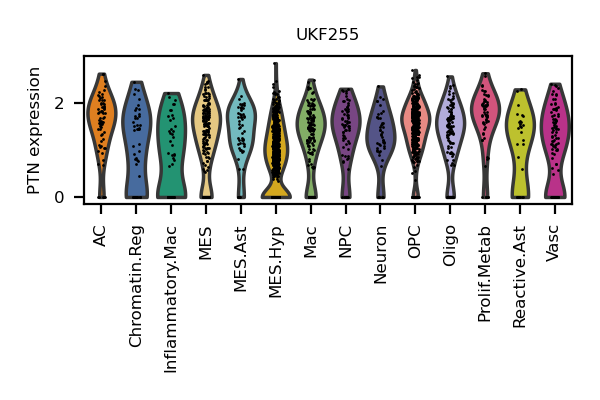 UKF255
PTN expression
2
0
AC
Chromatin.Reg
Inflammatory.Mac
MES
MES.Ast
MES.Hyp
Mac
NPC
Neuron
OPC
Oligo
Prolif.Metab
Reactive.Ast
Vasc